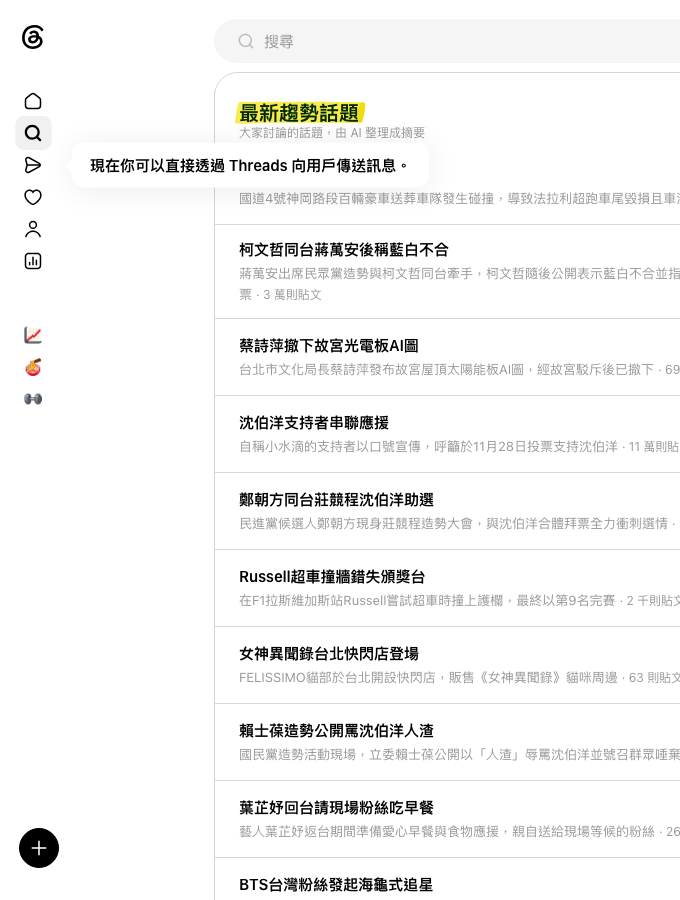 搜尋
最新趨勢話題
大家討論的話題，由 AI 整理成摘要
現在你可以直接透過 Threads 向用戶傳送訊息。
國道4號神岡路段百輛豪車送葬車隊發生碰撞，導致法拉利超跑車尾毀損且車
柯文哲同台蔣萬安後稱藍白不合
蔣萬安出席民眾黨造勢與柯文哲同台牽手，柯文哲隨後公開表示藍白不合並指
票 · 3 萬則貼文
蔡詩萍撤下故宮光電板AI圖
台北市文化局長蔡詩萍發布故宮屋頂太陽能板AI圖，經故宮駁斥後已撤下 · 69
沈伯洋支持者串聯應援
自稱小水滴的支持者以口號宣傳，呼籲於11月28日投票支持沈伯洋 · 11 萬則貼
鄭朝方同台莊競程沈伯洋助選
民進黨候選人鄭朝方現身莊競程造勢大會，與沈伯洋合體拜票全力衝刺選情 ·
Russell超車撞牆錯失頒獎台
在F1拉斯維加斯站Russell嘗試超車時撞上護欄，最終以第9名完賽 · 2 千則貼文
女神異聞錄台北快閃店登場
FELISSIMO貓部於台北開設快閃店，販售《女神異聞錄》貓咪周邊 · 63 則貼文
賴士葆造勢公開罵沈伯洋人渣
國民黨造勢活動現場，立委賴士葆公開以「人渣」辱罵沈伯洋並號召群眾唾棄
葉芷妤回台請現場粉絲吃早餐
藝人葉芷妤返台期間準備愛心早餐與食物應援，親自送給現場等候的粉絲 · 26
BTS台灣粉絲發起海龜式追星